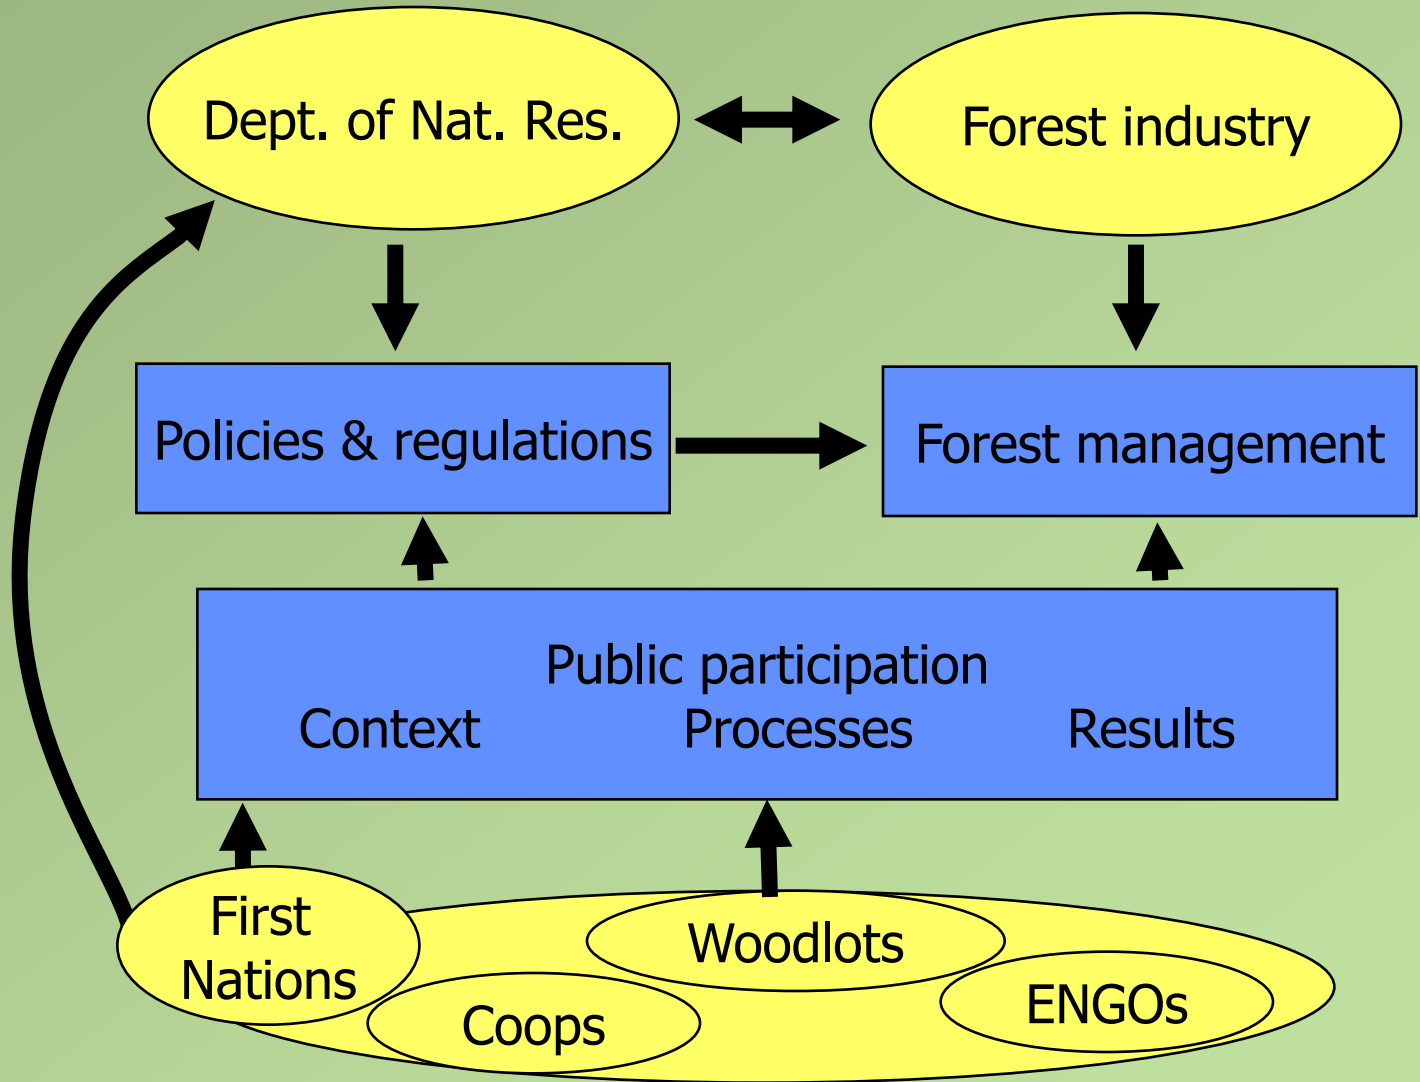 Dept. of Nat. Res.
Forest industry
Policies & regulations
Forest management
Public participation
Context Processes Results
First
Nations
Woodlots
Coops
ENGOs